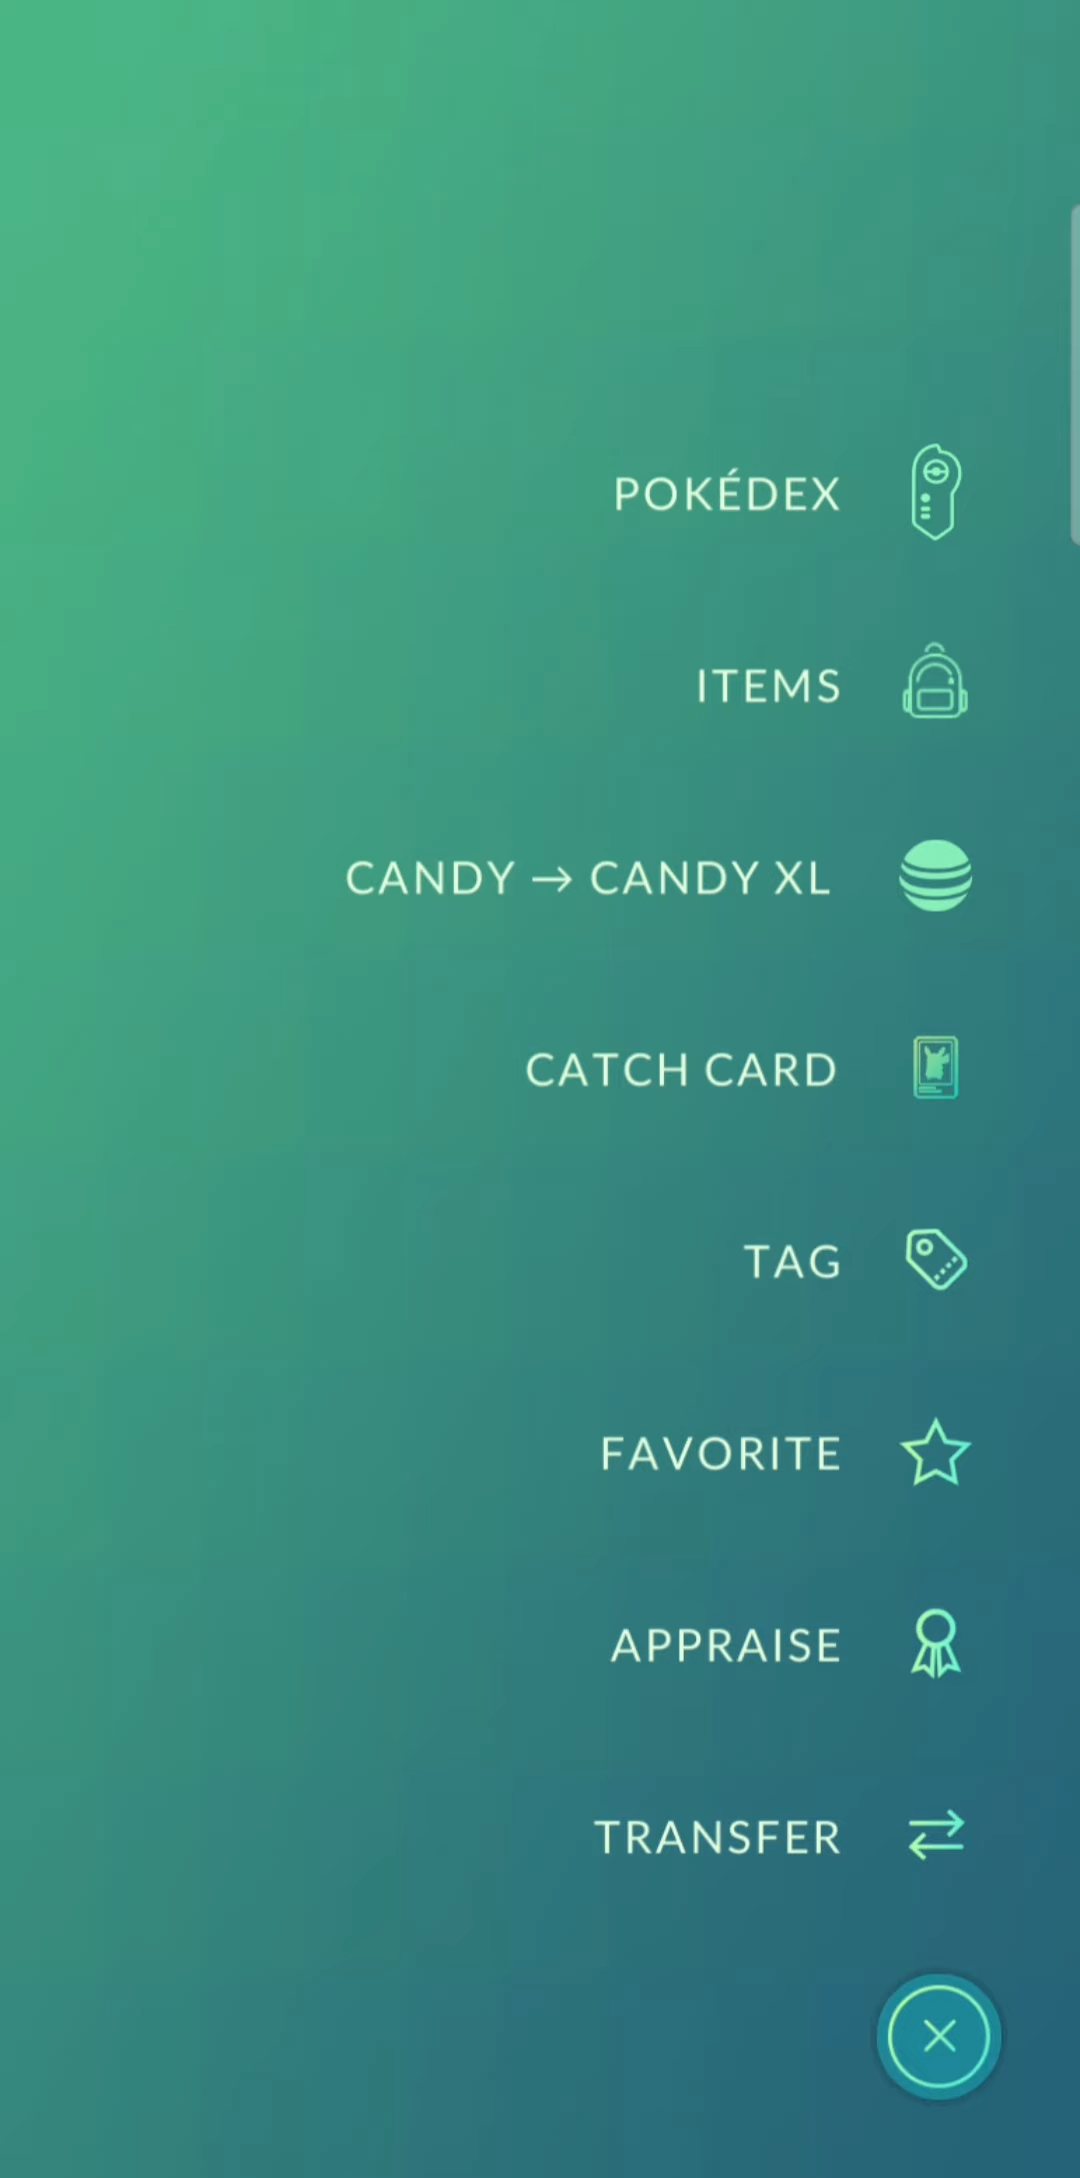 POKÉDEX
ITEMS
CANDY → CANDY XL
CATCH CARD
TAG
FAVORITE
APPRAISE
TRANSFER